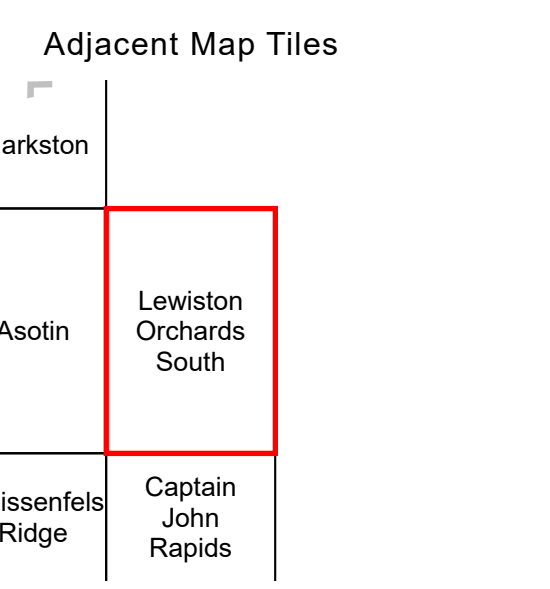 Adjacent Map Tiles
arkston
Lewiston
Orchards
South
Asotin
issenfels
Ridge
Captain
John
Rapids